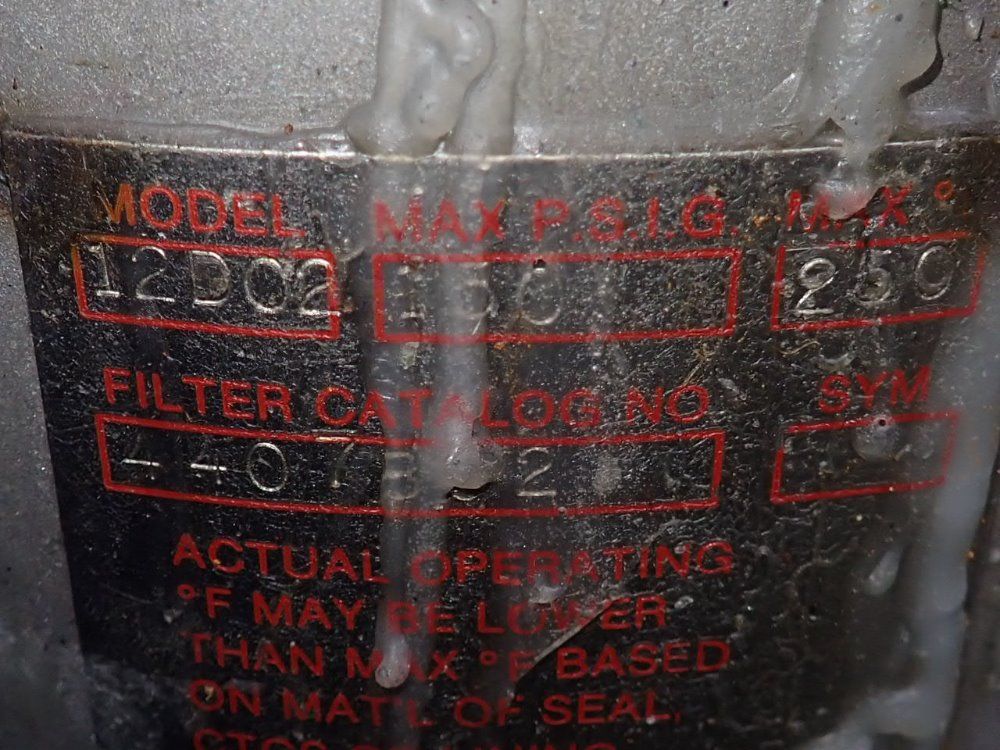 MODEL MAX P.S.I.G. MAX °
12DC2 250
FILTER CATALOG NO SYM
ACTUAL OPERATING
°F MAY BE LOWER
THAN MAX °F BASED
ON MAT'L OF SEAL,